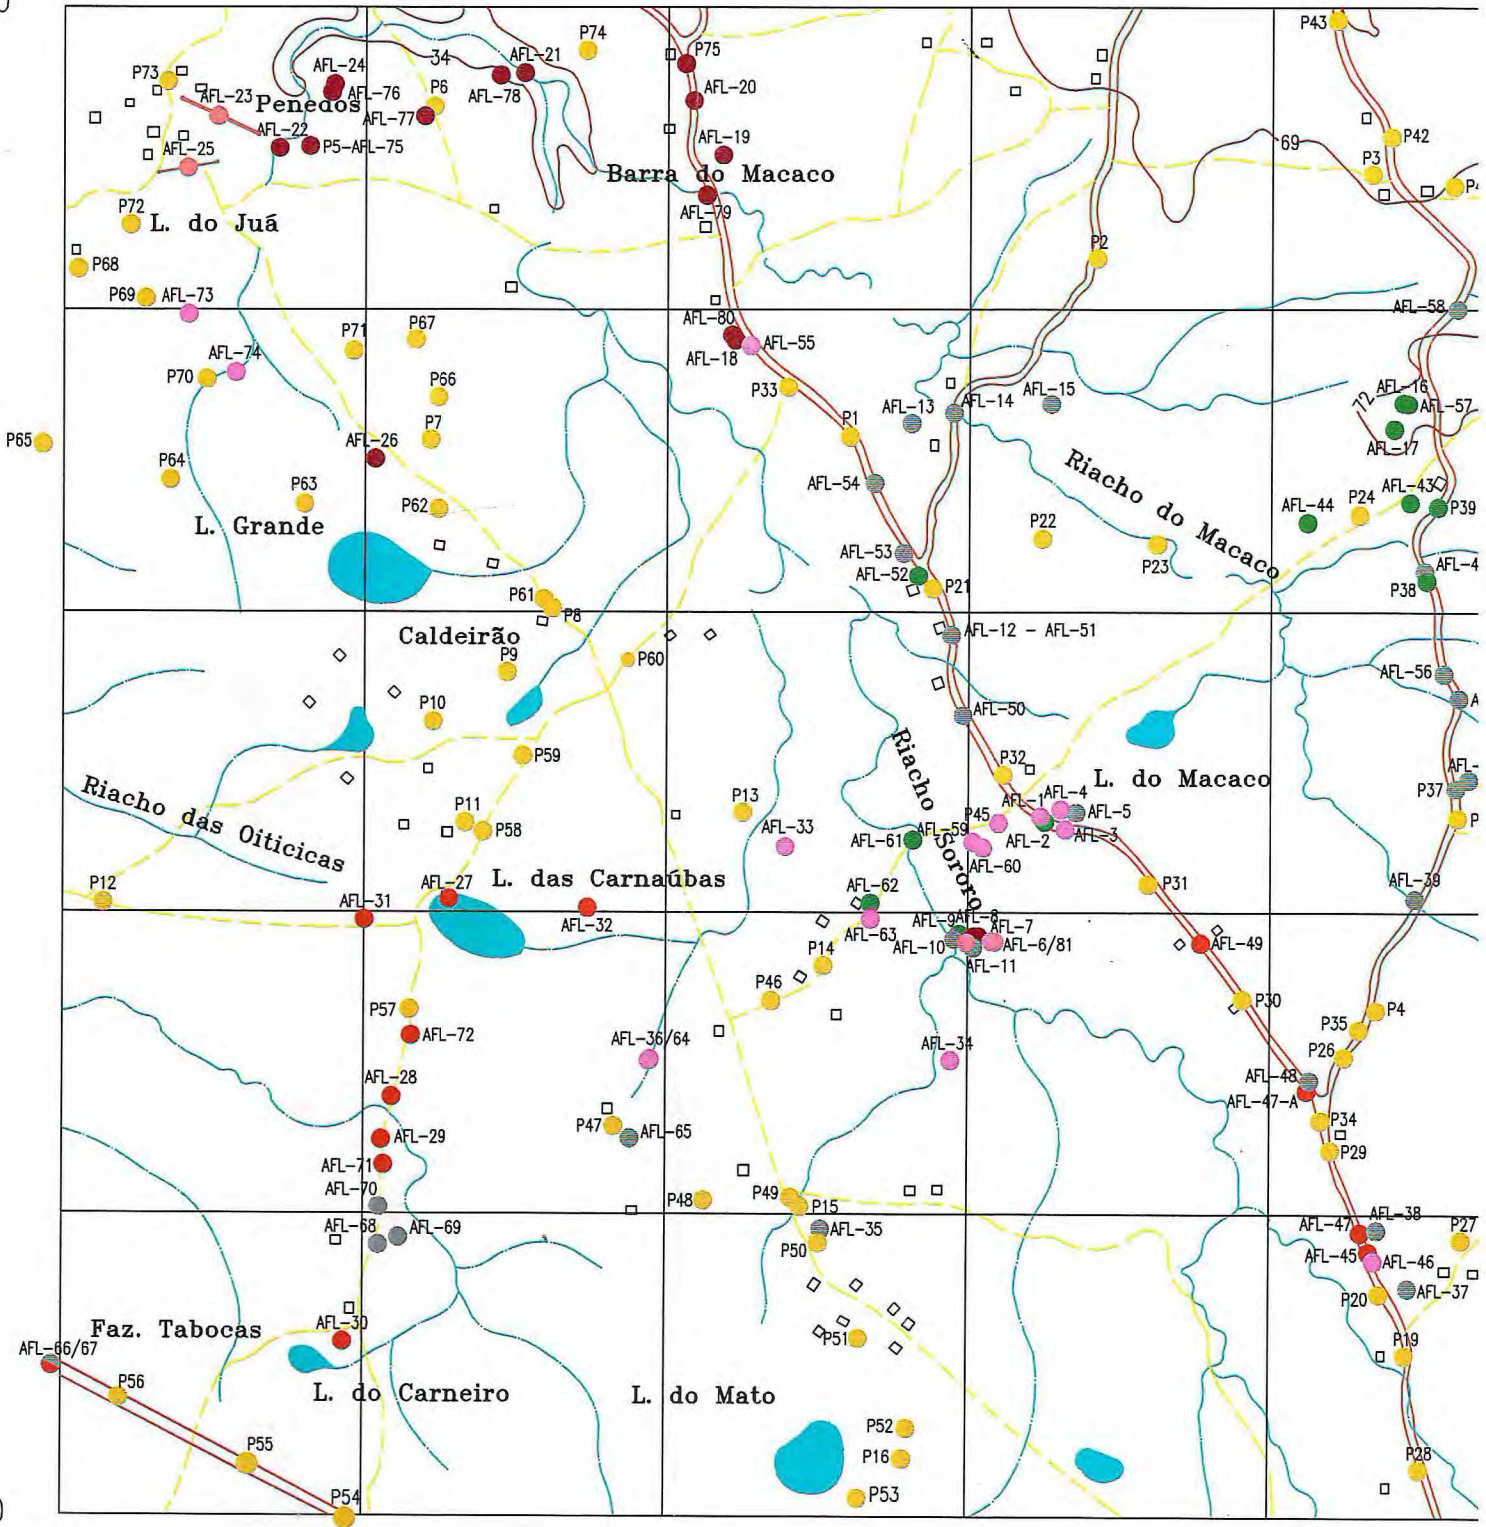 P74
P43
34
AFL-21
P75
AFL-24
P73
AFL-76
AFL-78
P6
AFL-20
AFL-23
Penedos
AFL-77
AFL-22
P5-AFL-75
AFL-25
AFL-19
P42
69
P3
Barra do Macaco
AFL-79
P72
L. do Juá
P2
P68
P69
AFL-73
AFL-58
AFL-80
P71
P67
AFL-18
AFL-55
AFL-74
P70
P66
P33
AFL-15
AFL-16
AFL-57
72
AFL-14
AFL-13
P1
P7
P65
AFL-26
AFL-17
P64
Riacho do Macaco
AFL-54
P63
P62
AFL-43
P24
AFL-44
P39
L. Grande
P22
AFL-53
P23
AFL-52
P21
P38
P61
P8
Caldeirão
AFL-12 - AFL-51
P9
P60
AFL-56
P10
AFL-50
P59
P32
Riacho Sororo
L. do Macaco
Riacho das Oiticicas
P37
P13
AFL-4
AFL-1
AFL-5
P45
P11
P58
AFL-33
AFL-59
AFL-61
AFL-2
AFL-3
AFL-60
L. das Carnaúbas
P12
AFL-27
AFL-31
AFL-32
AFL-62
P31
AFL-39
AFL-63
AFL-9
AFL-8
AFL-7
AFL-10
AFL-6/81
AFL-11
AFL-49
P14
P46
P30
P57
P4
P35
AFL-72
AFL-36/64
AFL-34
P26
AFL-28
AFL-48
AFL-47-A
P47
AFL-65
P34
AFL-29
P29
AFL-71
AFL-70
P48
P49
P15
AFL-68
AFL-69
AFL-35
P50
AFL-47
AFL-38
P27
AFL-45
AFL-46
AFL-37
P20
Faz. Tabocas
AFL-30
P51
P19
AFL-66/67
P56
L. do Carneiro
L. do Mato
P52
P55
P16
P28
P53
P54